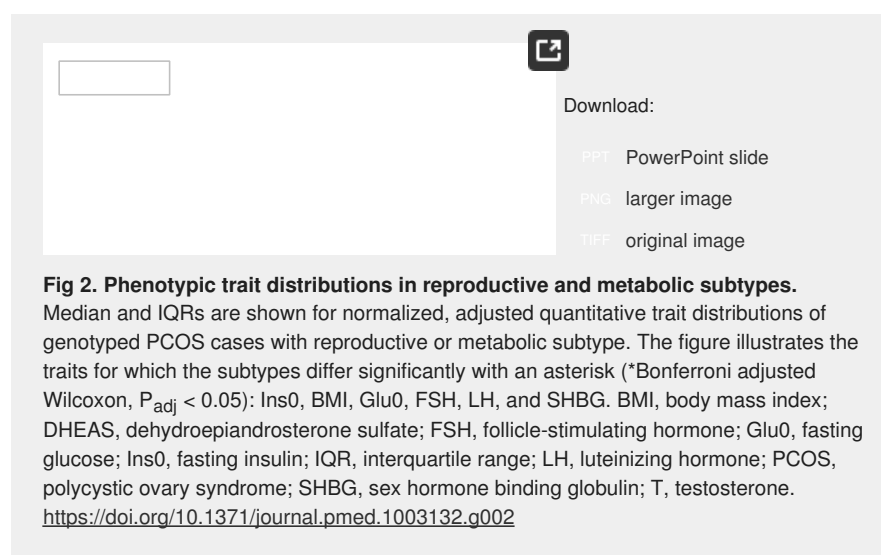 Download:
PPT PowerPoint slide
PNG larger image
TIFF original image
Fig 2. Phenotypic trait distributions in reproductive and metabolic subtypes.
Median and IQRs are shown for normalized, adjusted quantitative trait distributions of
genotyped PCOS cases with reproductive or metabolic subtype. The figure illustrates the
traits for which the subtypes differ significantly with an asterisk (*Bonferroni adjusted
Wilcoxon, Padj < 0.05): Ins0, BMI, Glu0, FSH, LH, and SHBG. BMI, body mass index;
DHEAS, dehydroepiandrosterone sulfate; FSH, follicle-stimulating hormone; Glu0, fasting
glucose; Ins0, fasting insulin; IQR, interquartile range; LH, luteinizing hormone; PCOS,
polycystic ovary syndrome; SHBG, sex hormone binding globulin; T, testosterone.
https://doi.org/10.1371/journal.pmed.1003132.g002